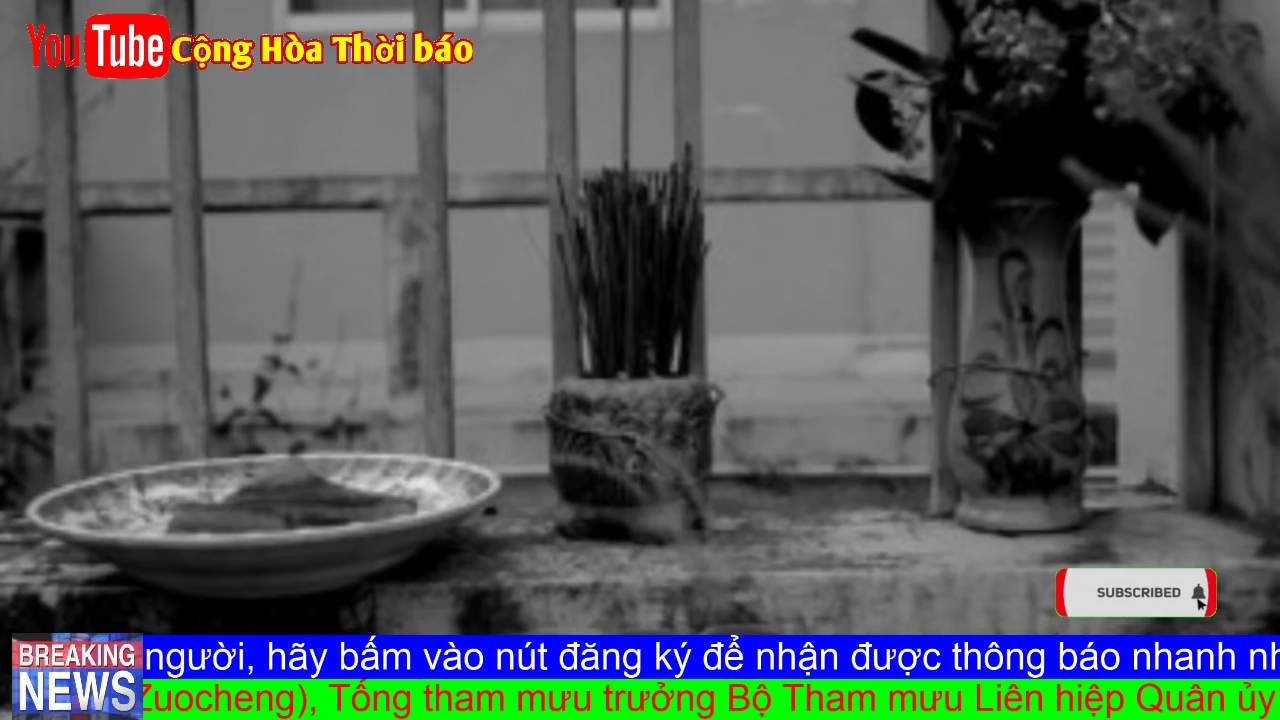 YouTube Cộng Hòa Thời báo
SUBSCRIBED
BREAKING
NEWS
người, hãy bấm vào nút đăng ký để nhận được thông báo nhanh nh
Zuocheng), Tổng tham mưu trưởng Bộ Tham mưu Liên hiệp Quân ủy